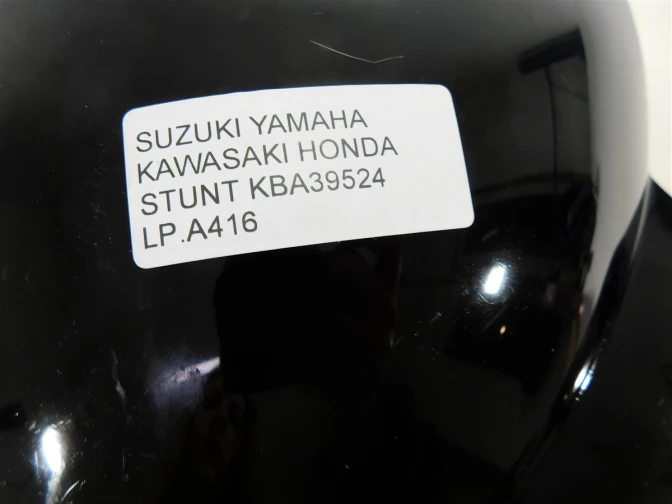 SUZUKI YAMAHA
KAWASAKI HONDA
STUNT KBA39524
LP.A416